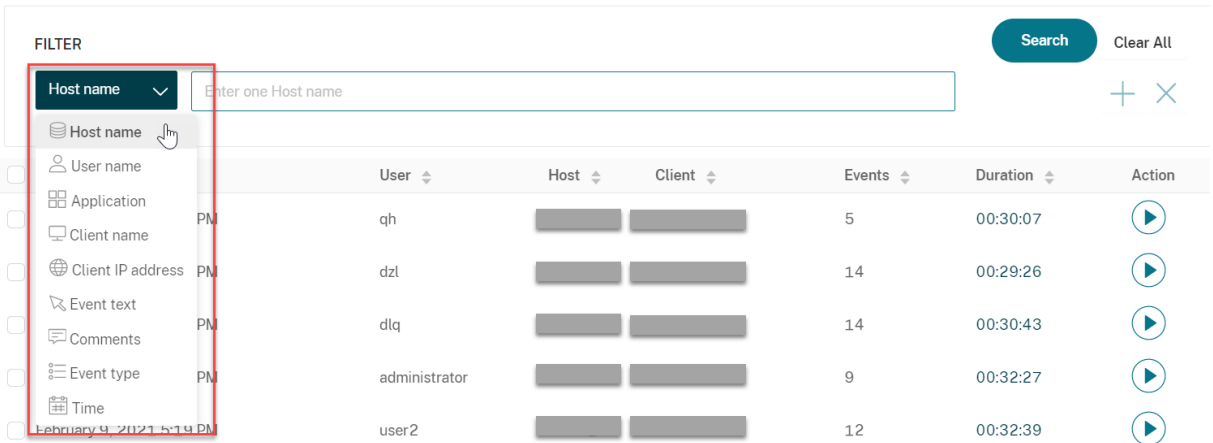 FILTER
Search
Clear All
Host name
Enter one Host name
Host name
User name
Application
Client name
Client IP address
Event text
Comments
Event type
Time
User Host Client Events Duration Action
PM qh 5 00:30:07
PM dzl 14 00:29:26
PM dlq 14 00:30:43
PM administrator 9 00:32:27
February 9, 2021 5:19 PM user2 12 00:32:39